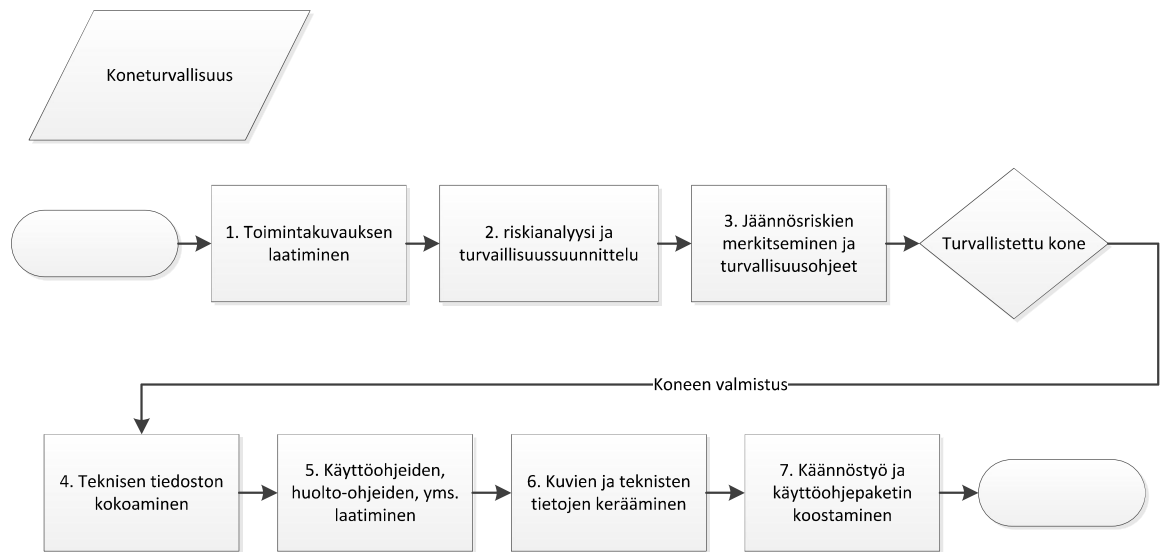 Koneturvallisuus
1. Toimintakuvauksen
laatiminen
2. riskianalyysi ja
turvaillisuussuunnittelu
3. Jäännösriskien
merkitseminen ja
turvallisuusohjeet
Turvallistettu kone
Koneen valmistus
4. Teknisen tiedoston
kokoaminen
5. Käyttöohjeiden,
huolto-ohjeiden, yms.
laatiminen
6. Kuvien ja teknisten
tietojen kerääminen
7. Käännöstyö ja
käyttöohjepaketin
koostaminen